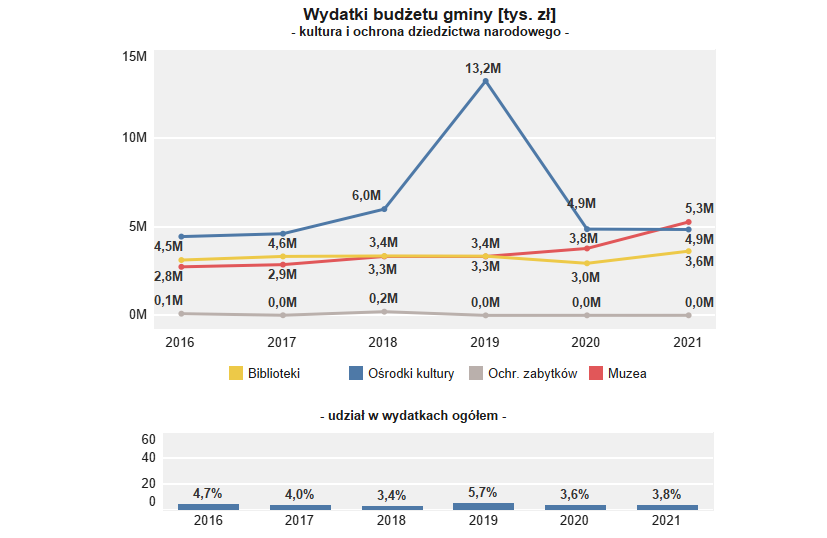 Wydatki budżetu gminy [tys. zł]
- kultura i ochrona dziedzictwa narodowego -
15M
13,2M
10M
6,0M
4,9M
5,3M
5M
4,5M
4,6M
3,4M
3,4M
3,8M
4,9M
2,8M
2,9M
3,3M
3,3M
3,0M
3,6M
0,1M
0,0M
0,2M
0,0M
0,0M
0,0M
0M
2016 2017 2018 2019 2020 2021
Biblioteki Ośrodki kultury Ochr. zabytków Muzea
- udział w wydatkach ogółem -
60
40
20
0
4,7% 4,0% 3,4% 5,7% 3,6% 3,8%
2016 2017 2018 2019 2020 2021